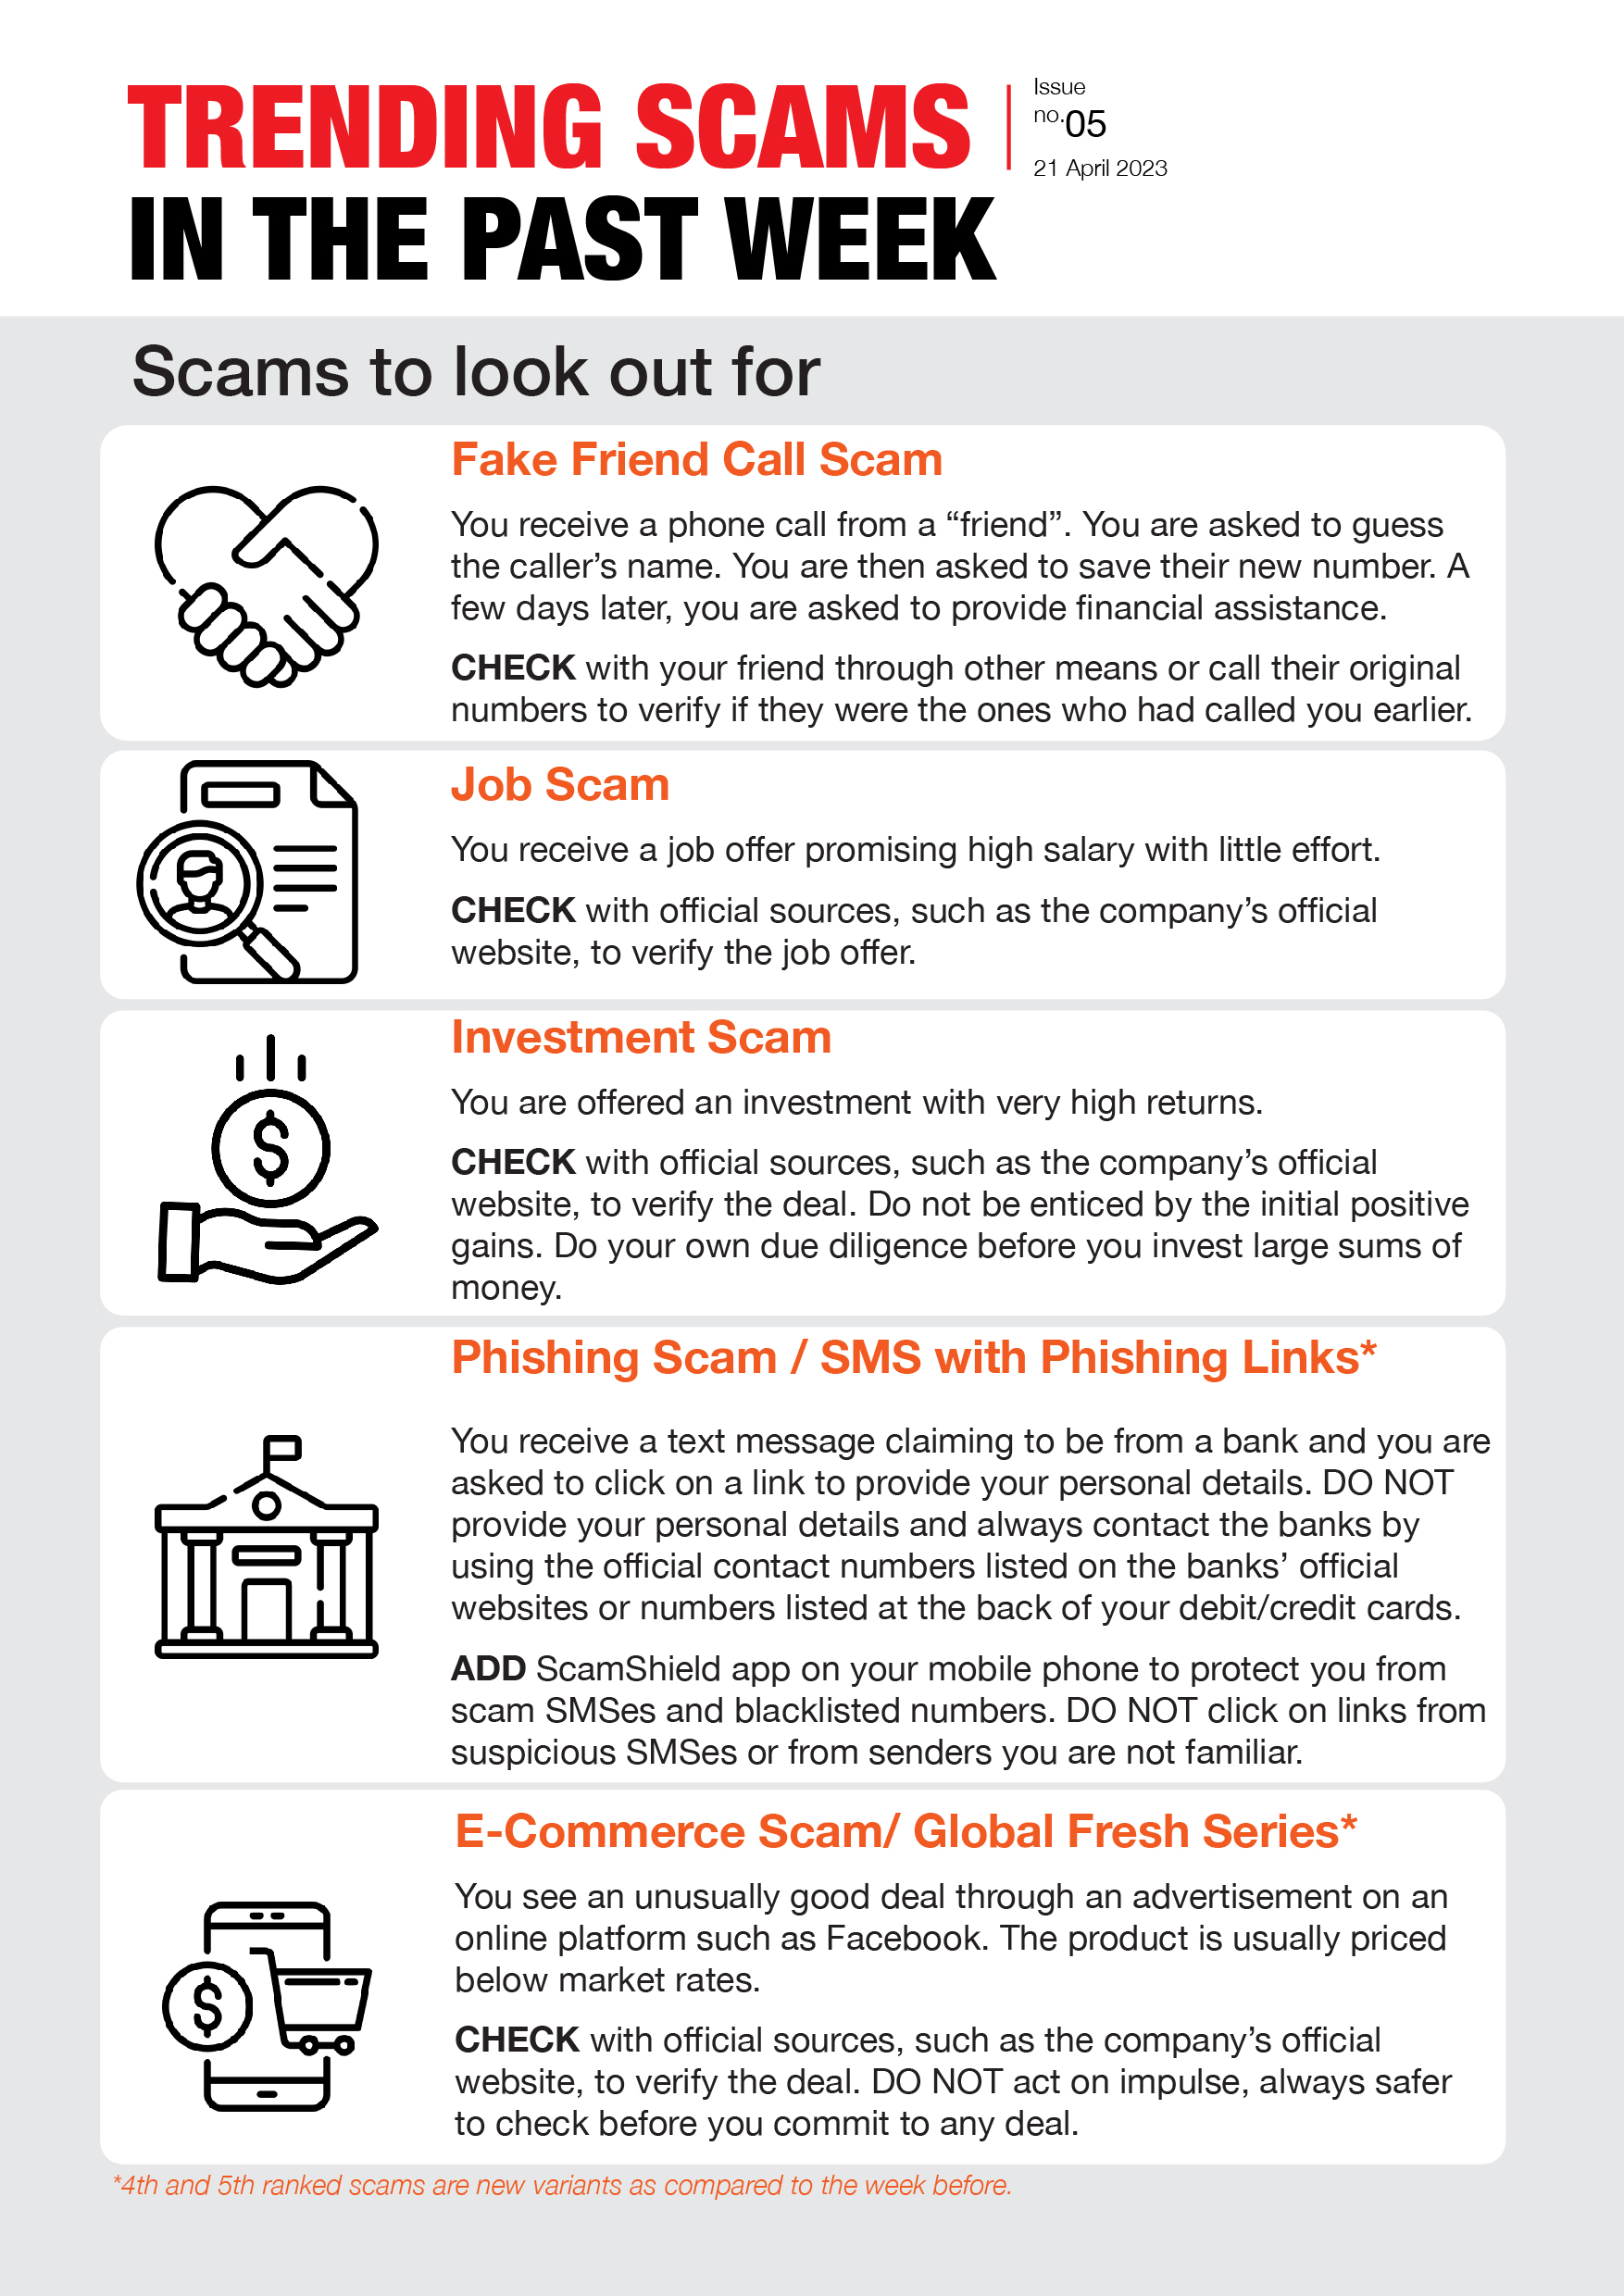 TRENDING SCAMS
IN THE PAST WEEK
Issue
no.05
21 April 2023
Scams to look out for
Fake Friend Call Scam
You receive a phone call from a “friend”. You are asked to guess
the caller’s name. You are then asked to save their new number. A
few days later, you are asked to provide financial assistance.
CHECK with your friend through other means or call their original
numbers to verify if they were the ones who had called you earlier.
Job Scam
You receive a job offer promising high salary with little effort.
CHECK with official sources, such as the company’s official
website, to verify the job offer.
Investment Scam
You are offered an investment with very high returns.
CHECK with official sources, such as the company’s official
website, to verify the deal. Do not be enticed by the initial positive
gains. Do your own due diligence before you invest large sums of
money.
Phishing Scam / SMS with Phishing Links*
You receive a text message claiming to be from a bank and you are
asked to click on a link to provide your personal details. DO NOT
provide your personal details and always contact the banks by
using the official contact numbers listed on the banks’ official
websites or numbers listed at the back of your debit/credit cards.
ADD ScamShield app on your mobile phone to protect you from
scam SMSes and blacklisted numbers. DO NOT click on links from
suspicious SMSes or from senders you are not familiar.
E-Commerce Scam/ Global Fresh Series*
You see an unusually good deal through an advertisement on an
online platform such as Facebook. The product is usually priced
below market rates.
CHECK with official sources, such as the company’s official
website, to verify the deal. DO NOT act on impulse, always safer
to check before you commit to any deal.
*4th and 5th ranked scams are new variants as compared to the week before.